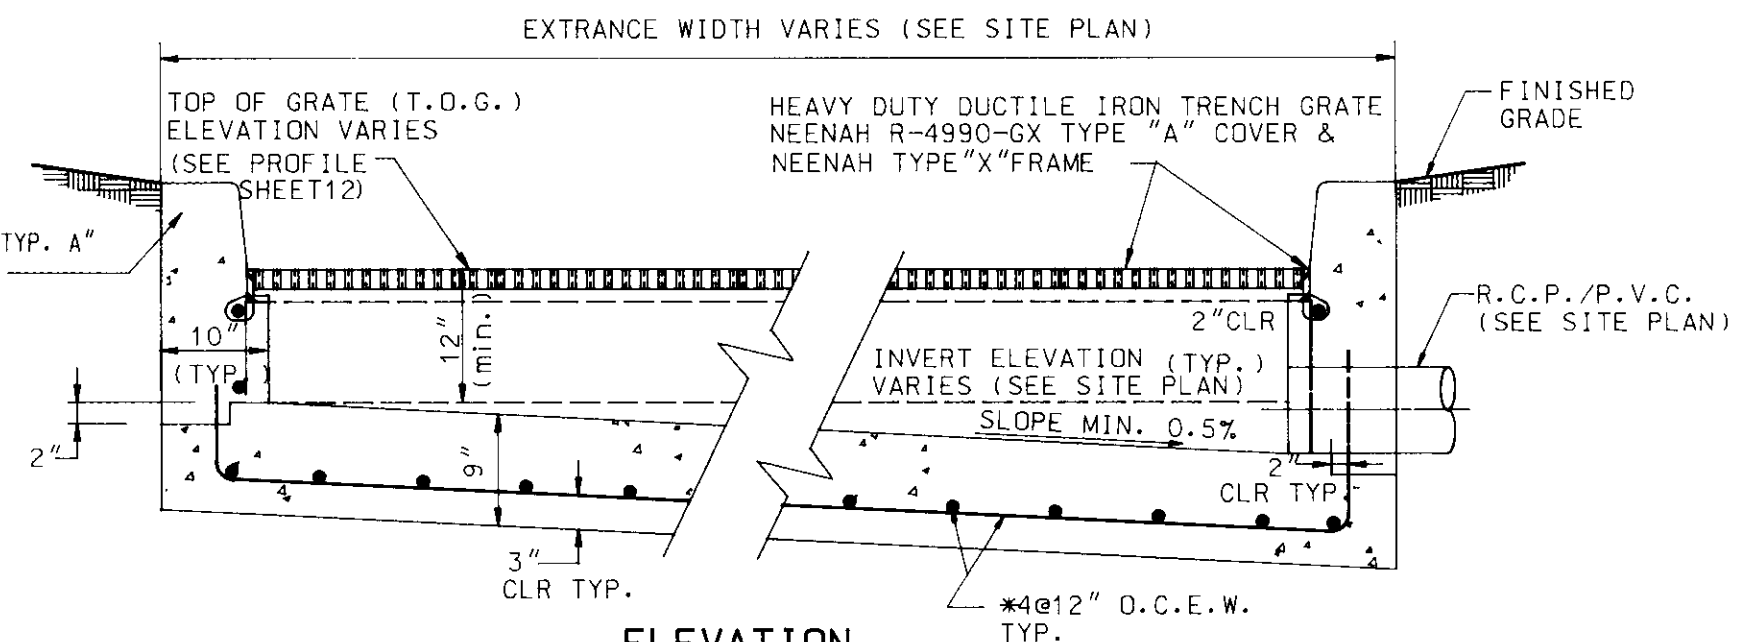 EXTRANCE WIDTH VARIES (SEE SITE PLAN)
TOP OF GRATE (T.O.G.)
ELEVATION VARIES
(SEE PROFILE
SHEET12)
HEAVY DUTY DUCTILE IRON TRENCH GRATE
NEENAH R-4990-GX TYPE "A" COVER &
NEENAH TYPE"X"FRAME
FINISHED
GRADE
TYP. A"
10"
(TYP.)
12"
(min.)
2"CLR
R.C.P./P.V.C.
(SEE SITE PLAN)
INVERT ELEVATION (TYP.)
VARIES (SEE SITE PLAN)
SLOPE MIN. 0.5%
2"
9"
2"
CLR TYP
3"
CLR TYP.
*4@12" O.C.E.W.
TYP.
ELEVATION